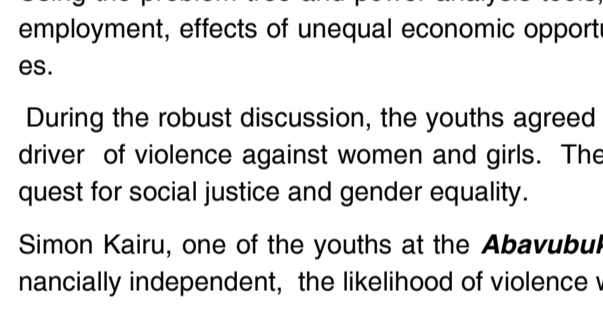 employment, effects of unequal economic
es.
During the robust discussion, the youths agreed
driver of violence against women and girls. The
quest for social justice and gender equality.
Simon Kairu, one of the youths at the
nancially independent, the likelihood of violence